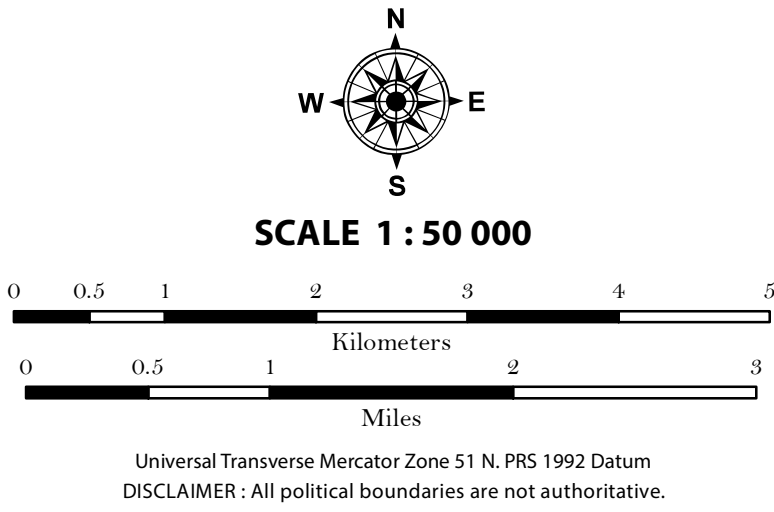 N
W E
S
SCALE 1 : 50 000
0 0.5 1 2 3 4 5
Kilometers
0 0.5 1 2 3
Miles
Universal Transverse Mercator Zone 51 N. PRS 1992 Datum
DISCLAIMER : All political boundaries are not authoritative.